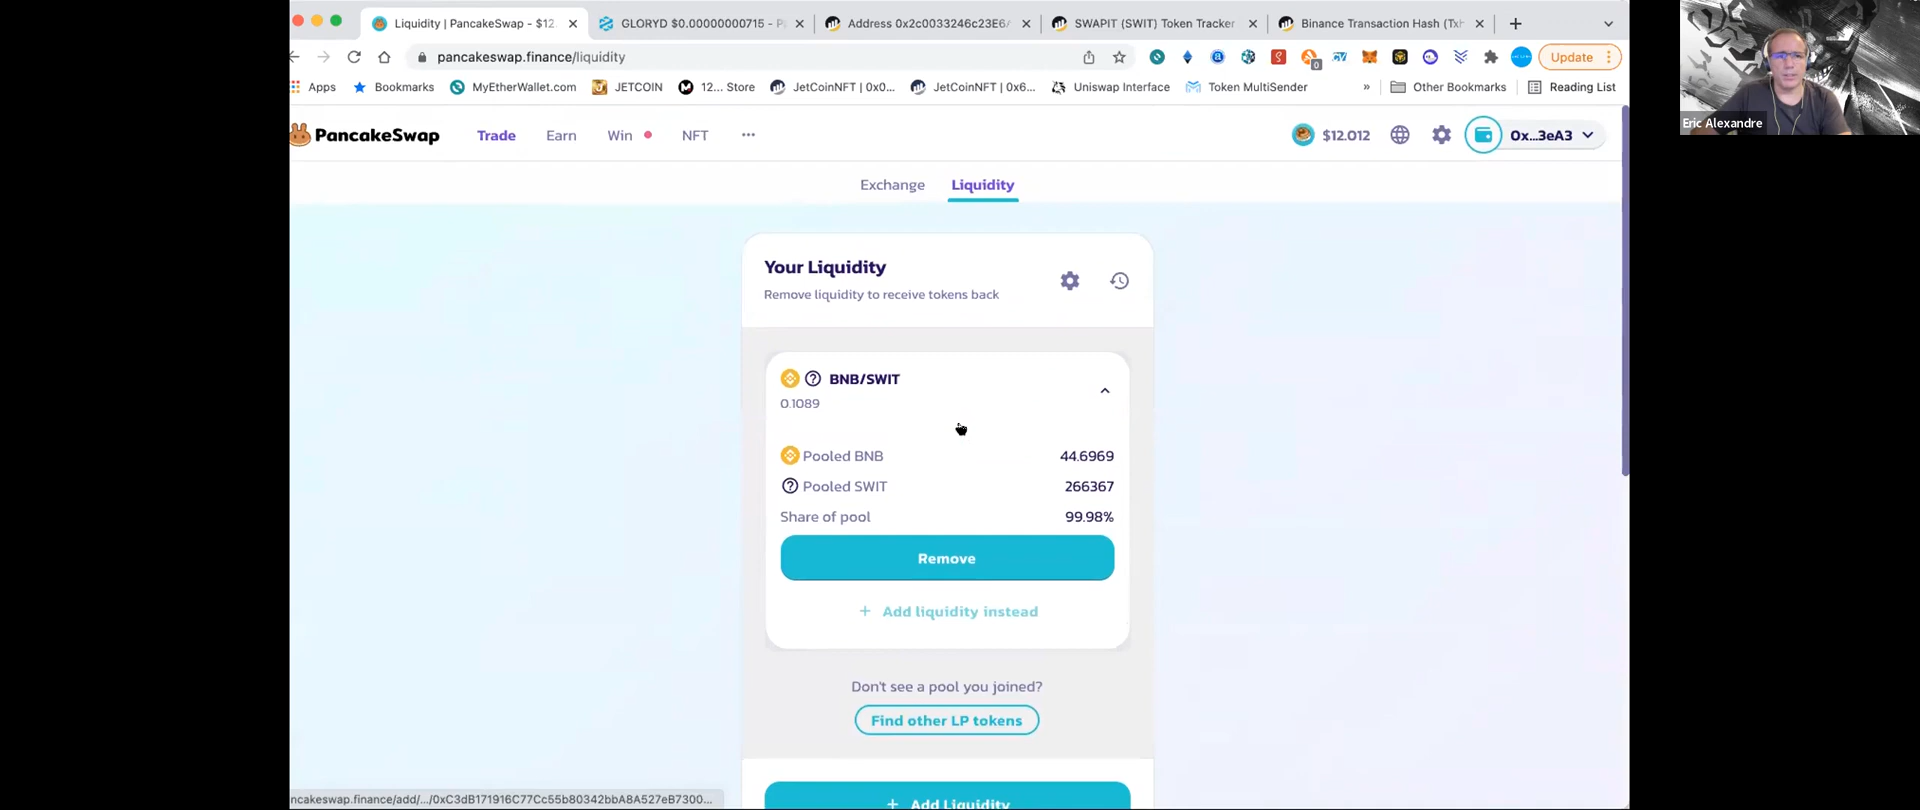 Liquidity | PancakeSwap - $12.
GLORYD $0.00000000715 - P
Address 0x2c0033246c23E6
SWAPIT (SWIT) Token Tracker
Binance Transaction Hash (Txh
pancakeswap.finance/liquidity
0
Update
Apps
Bookmarks
MyEtherWallet.com
JETCOIN
12... Store
JetCoinNFT | 0x0...
JetCoinNFT | 0x6...
Uniswap Interface
Token MultiSender
»
Other Bookmarks
Reading List
Eric Alexandre
PancakeSwap
Trade
Earn
Win
NFT
$12.012
0x...3eA3
Exchange
Liquidity
Your Liquidity
Remove liquidity to receive tokens back
BNB/SWIT
0.1089
Pooled BNB 44.6969
Pooled SWIT 266367
Share of pool 99.98%
Remove
+ Add liquidity instead
Don't see a pool you joined?
Find other LP tokens
+ Add Liquidity
ncakeswap.finance/add/.../0xC3dB171916C77Cc55b80342bbA8A527eB7300...